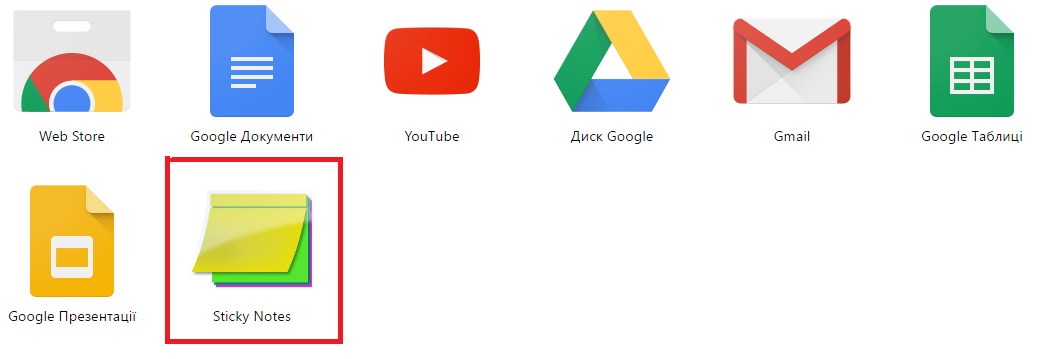 Web Store
Google Документи
YouTube
Диск Google
Gmail
Google Таблиці
Google Презентації
Sticky Notes